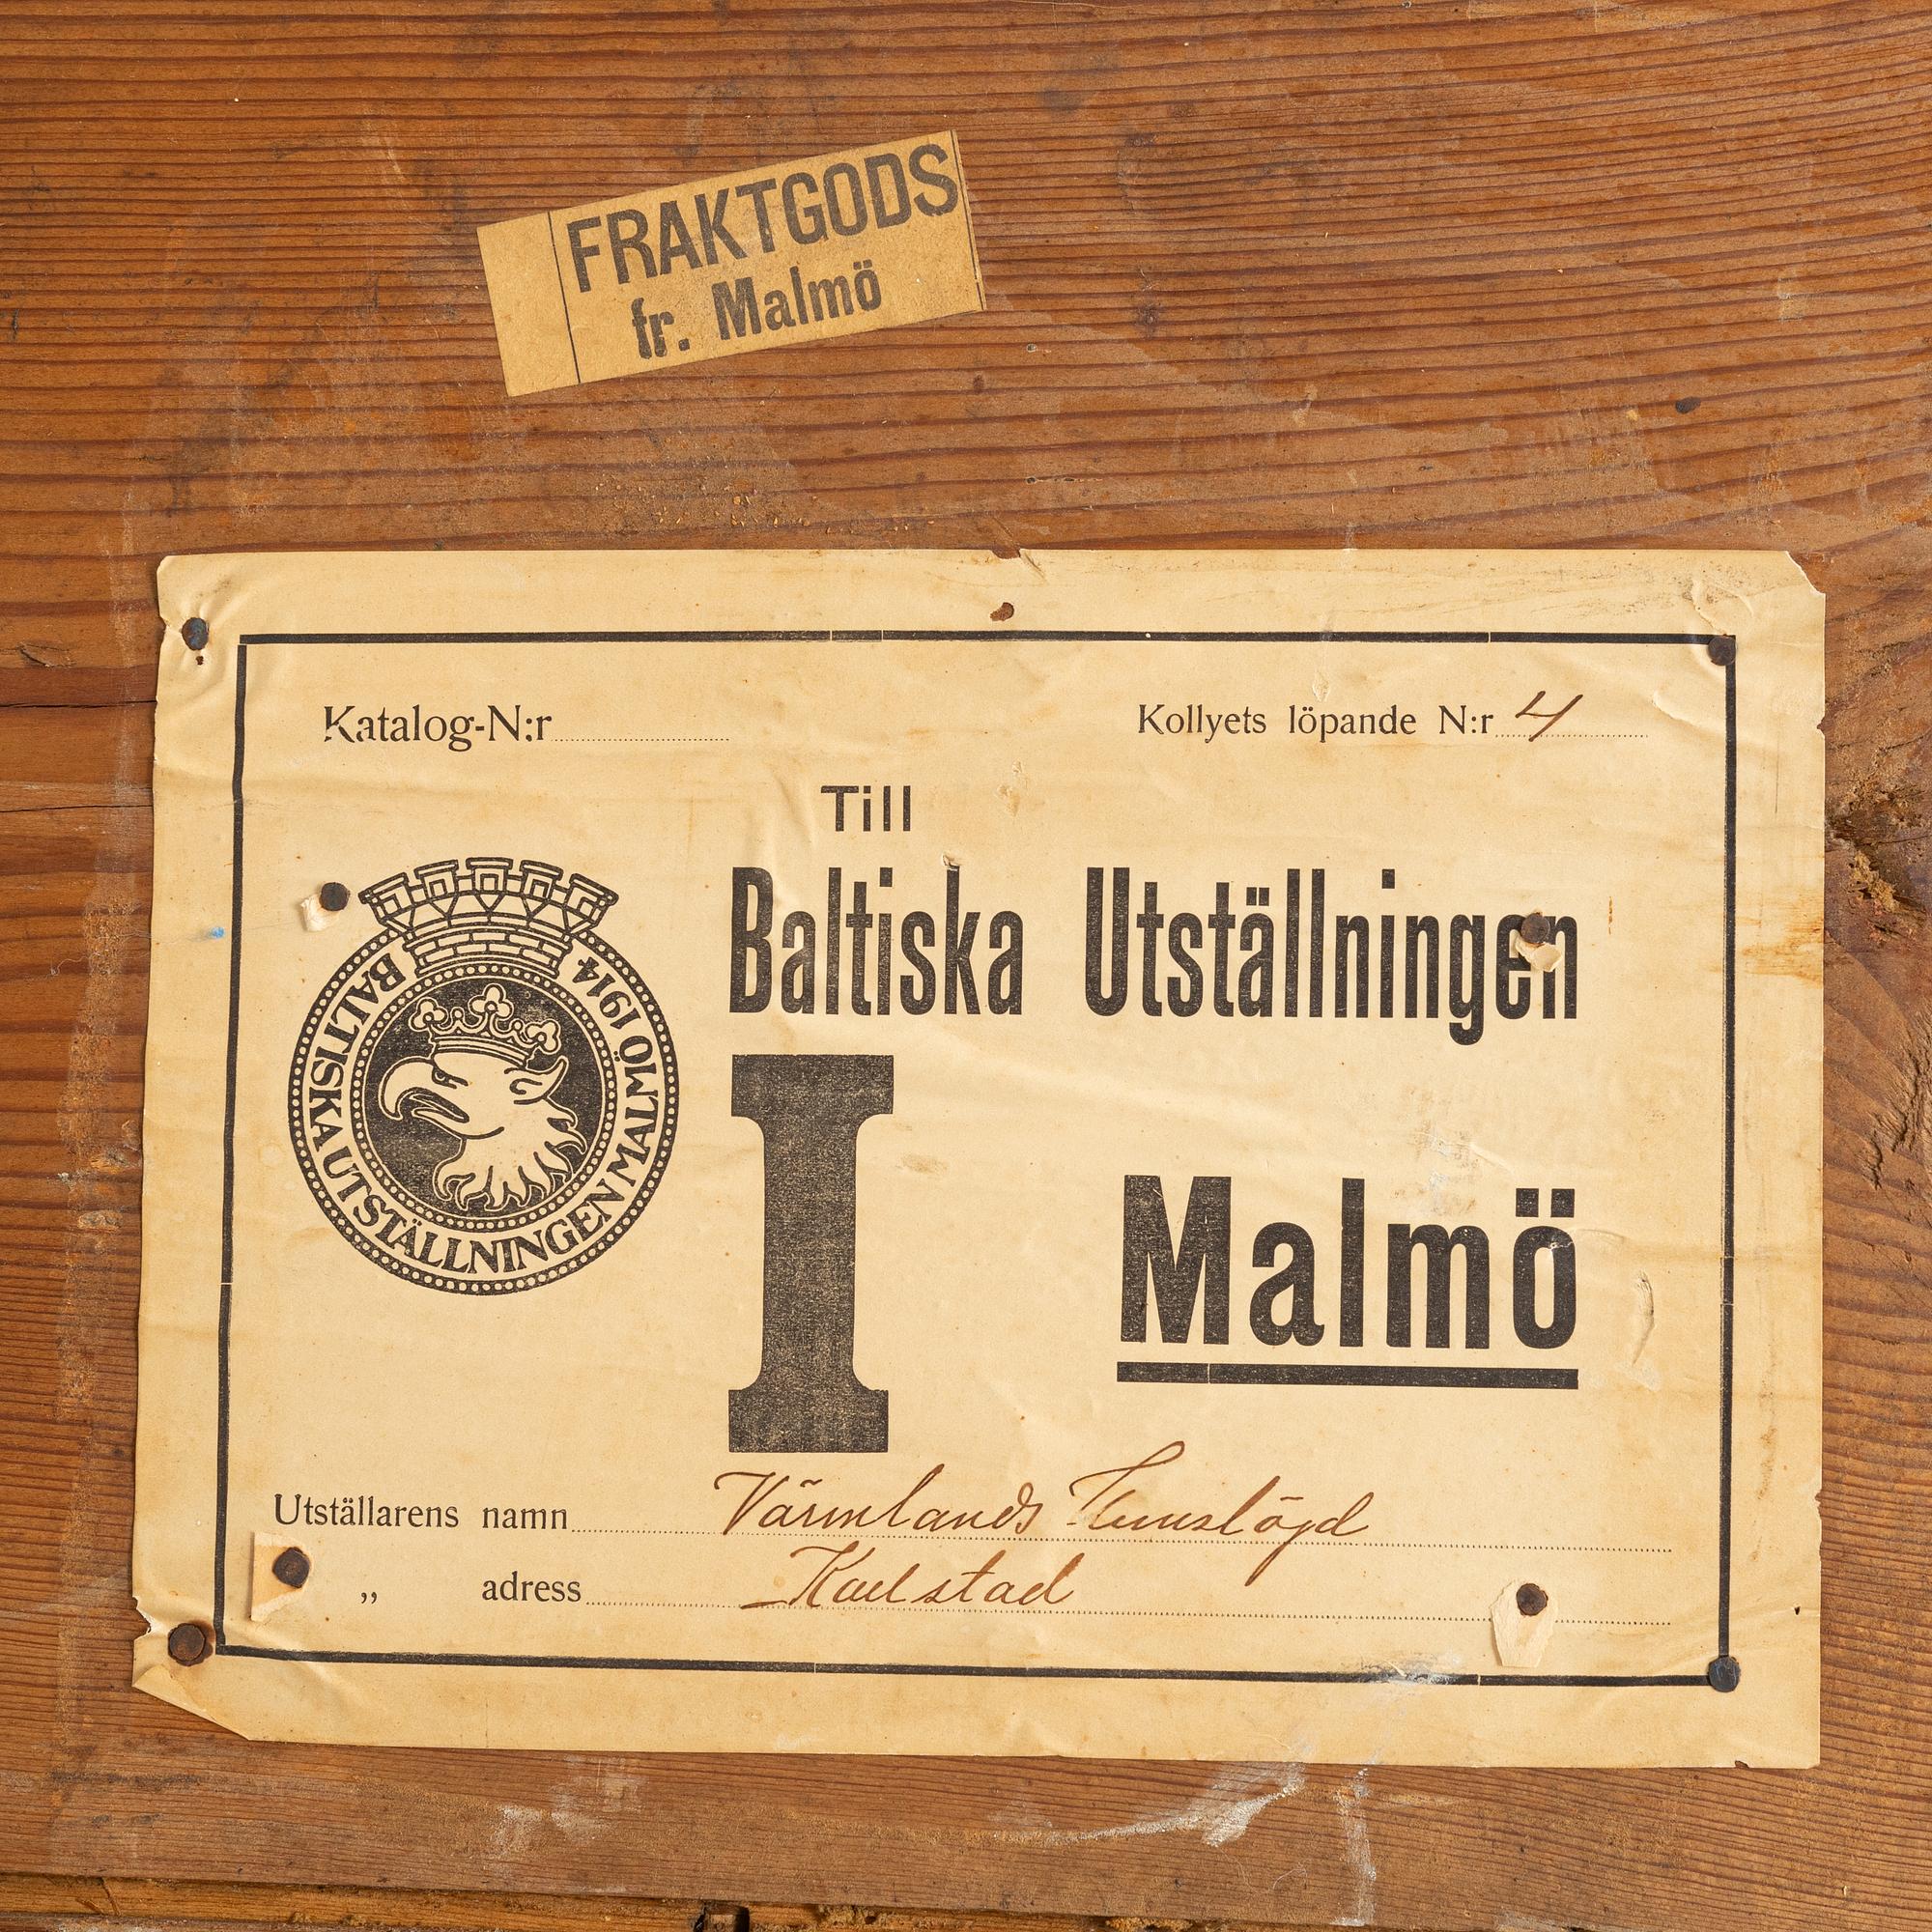 FRAKTGODS
fr. Malmö
Katalog-N:r
Kollyets löpande N:r 4
Till
Baltiska Utställningen
BALTISKA UTSTÄLLNINGEN MALMÖ 1914
I
Malmö
Utställarens namn Värmlands Hemslöjd
„ adress Karlstad